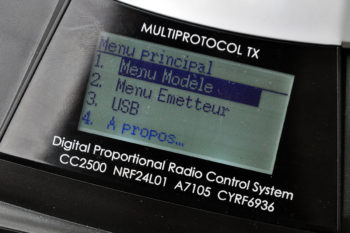 MULTIPROTOCOL TX
Menu principal
1. Menu Modèle
2. Menu Emetteur
3. USB
4. A propos...
Digital Proportional Radio Control System
CC2500 NRF24L01 A7105 CYRF6936